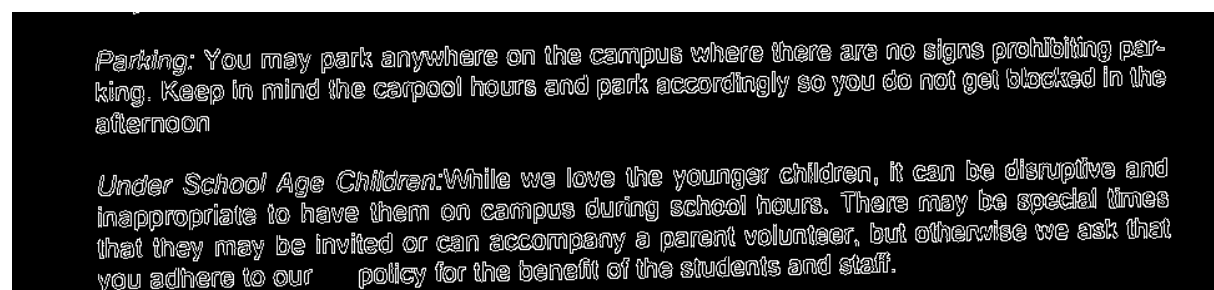 Parking: You may park anywhere on the campus where there are no signs prohibiting par-
king. Keep in mind the carpool hours and park accordingly so you do not get blocked in the
afternoon
Under School Age Children:While we love the younger children, it can be disruptive and
inappropriate to have them on campus during school hours. There may be special times
that they may be invited or can accompany a parent volunteer, but otherwise we ask that
you adhere to our policy for the benefit of the students and staff.